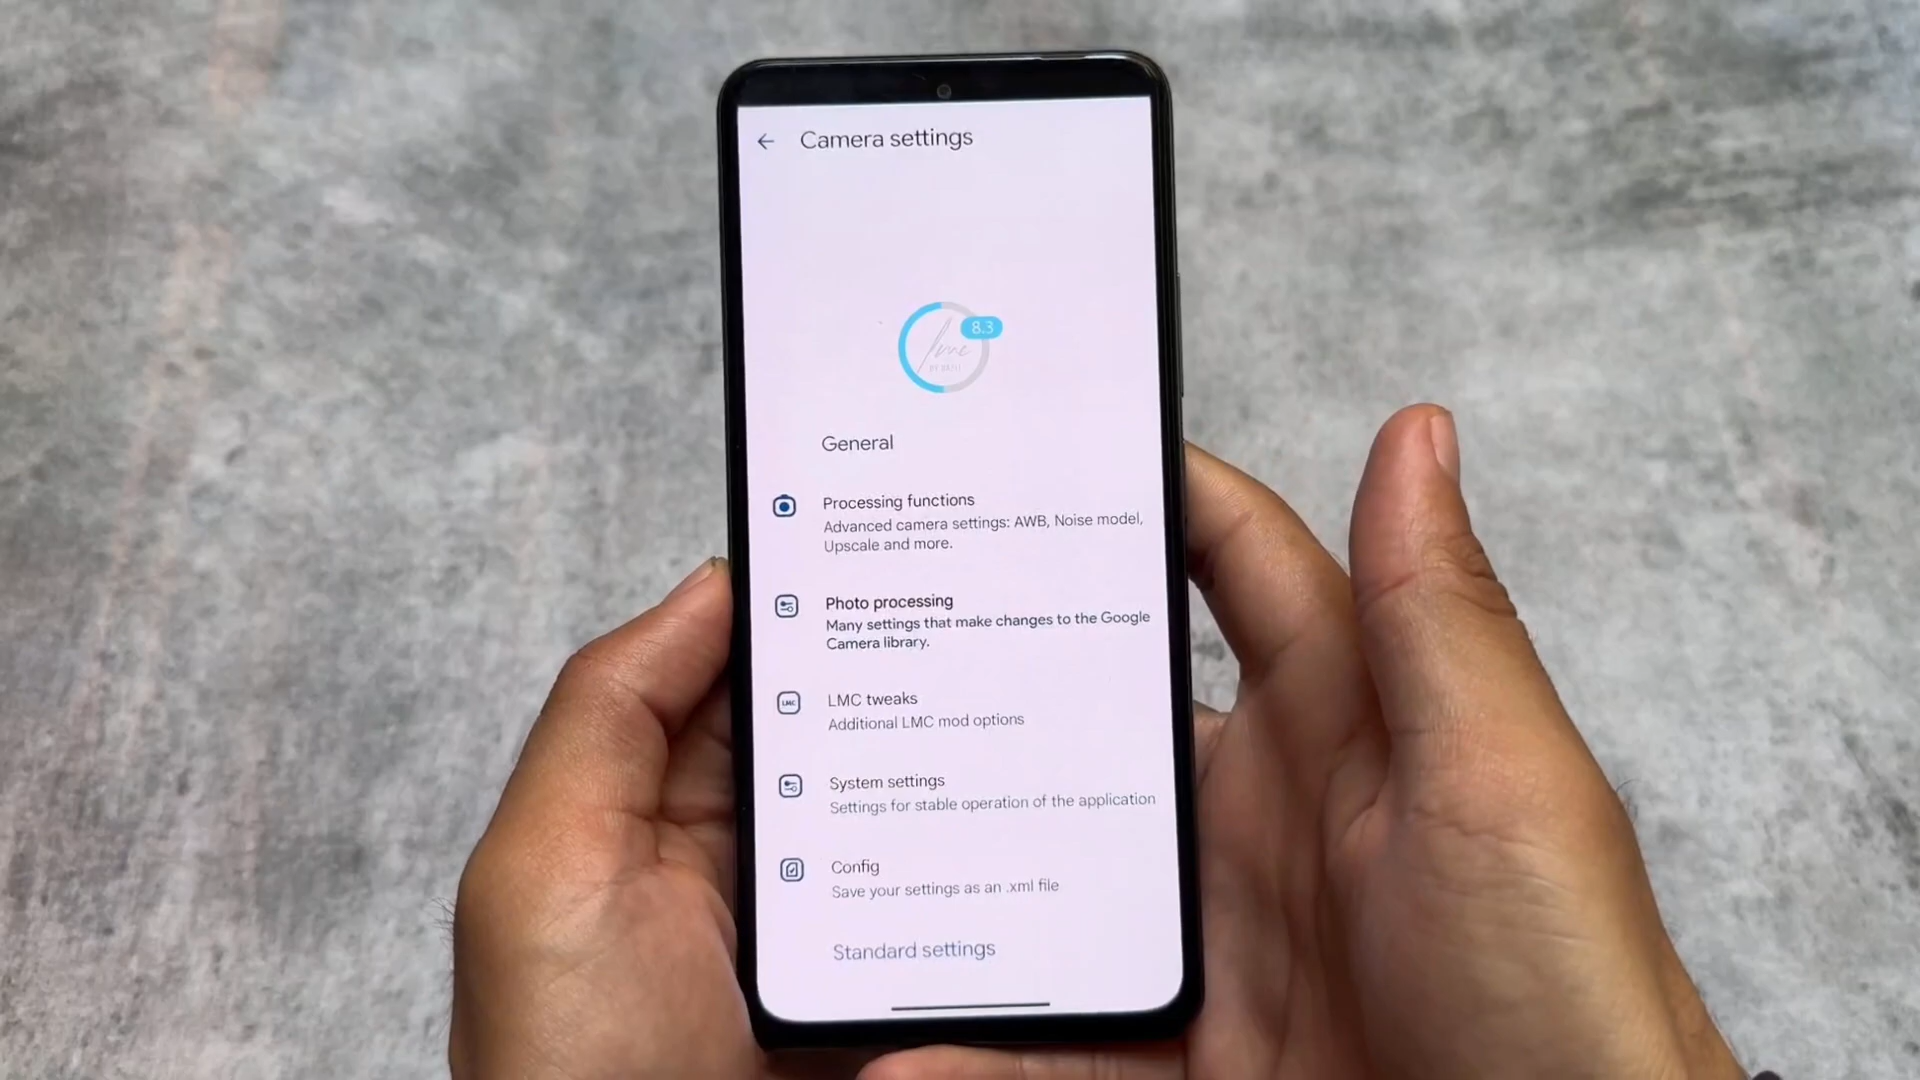 Camera settings
8.3
lmc
General
Processing functions
Advanced camera settings: AWB, Noise model,
Upscale and more.
Photo processing
Many settings that make changes to the Google
Camera library.
LMC
LMC tweaks
Additional LMC mod options
System settings
Settings for stable operation of the application
Config
Save your settings as an .xml file
Standard settings